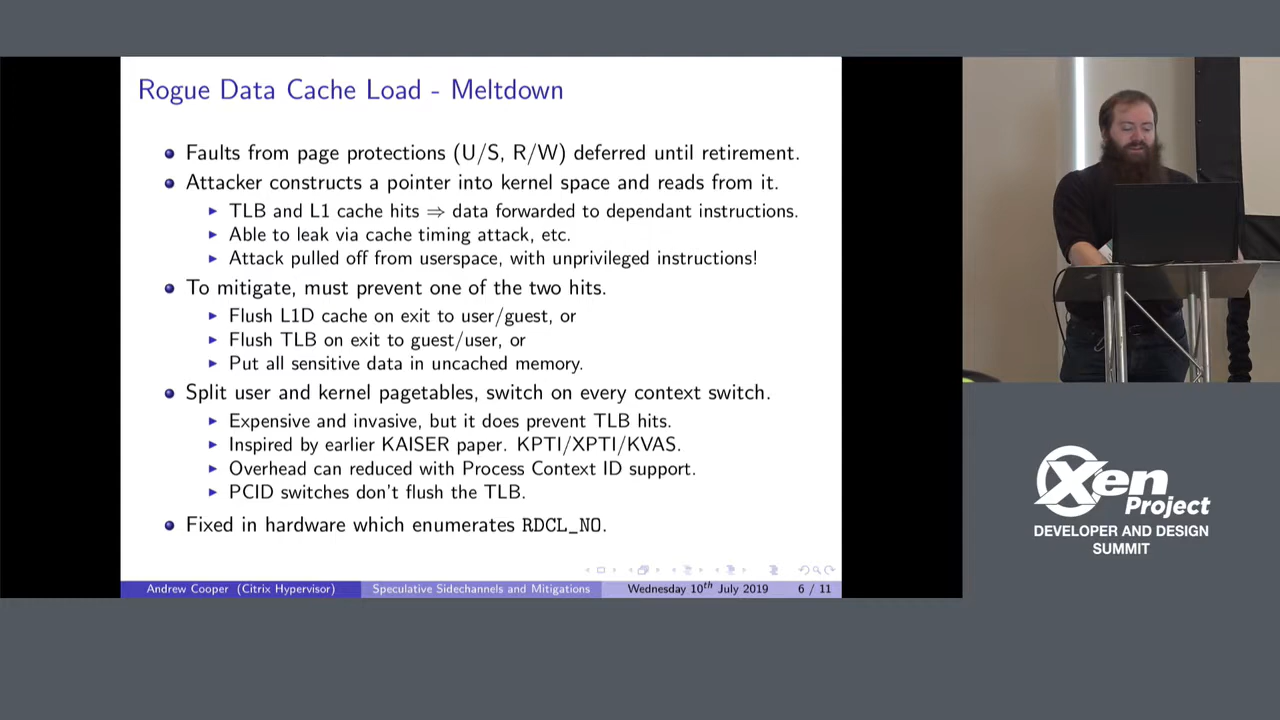 Rogue Data Cache Load - Meltdown
Faults from page protections (U/S, R/W) deferred until retirement.
Attacker constructs a pointer into kernel space and reads from it.
TLB and L1 cache hits ⇒ data forwarded to dependant instructions.
Able to leak via cache timing attack, etc.
Attack pulled off from userspace, with unprivileged instructions!
To mitigate, must prevent one of the two hits.
Flush L1D cache on exit to user/guest, or
Flush TLB on exit to guest/user, or
Put all sensitive data in uncached memory.
Split user and kernel pagetables, switch on every context switch.
Expensive and invasive, but it does prevent TLB hits.
Inspired by earlier KAISER paper. KPTI/XPTI/KVAS.
Overhead can reduced with Process Context ID support.
PCID switches don't flush the TLB.
Fixed in hardware which enumerates RDCL_NO.
Andrew Cooper (Citrix Hypervisor) Speculative Sidechannels and Mitigations Wednesday 10th July 2019 6 / 11
Xen
Project
DEVELOPER AND DESIGN
SUMMIT